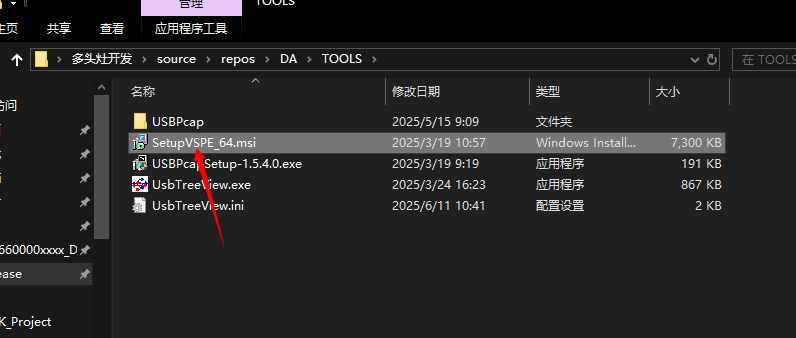 管理
TOOLS
主页 共享 查看 应用程序工具
多头灶开发 source repos DA TOOLS
在 TOOLS
名称 修改日期 类型 大小
访问
USBPcap 2025/5/15 9:09 文件夹
SetupVSPE_64.msi 2025/3/19 10:57 Windows Install... 7,300 KB
USBPcapSetup-1.5.4.0.exe 2025/3/19 9:19 应用程序 191 KB
UsbTreeView.exe 2025/3/24 16:23 应用程序 867 KB
UsbTreeView.ini 2025/6/11 10:41 配置设置 2 KB
660000xxxx_D
ease
K_Project